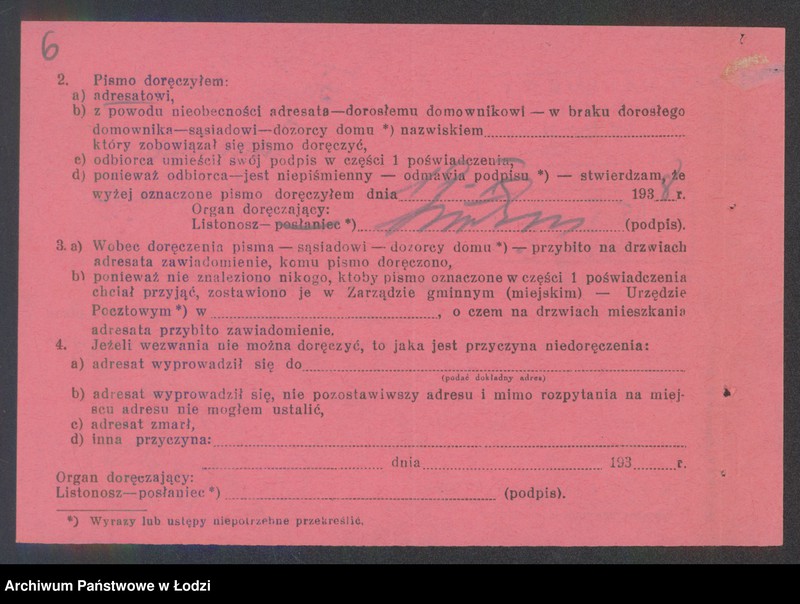 6
2. Pismo doręczyłem:
a) adresatowi,
b) z powodu nieobecności adresata—dorosłemu domownikowi — w braku dorosłego
domownika—sąsiadowi—dozorcy domu *) nazwiskiem
który zobowiązał się pismo doręczyć,
c) odbiorca umieścił swój podpis w części 1 poświadczenia,
d) ponieważ odbiorca—jest niepiśmienny — odmawia podpisu *) — stwierdzam, że
wyżej oznaczone pismo doręczyłem dnia 1938 r.
Organ doręczający:
Listonosz—posłaniec *) (podpis).
3. a) Wobec doręczenia pisma — sąsiadowi — dozorcy domu *) — przybito na drzwiach
adresata zawiadomienie, komu pismo doręczono,
b) ponieważ nie znaleziono nikogo, ktoby pismo oznaczone w części 1 poświadczenia
chciał przyjąć, zostawiono je w Zarządzie gminnym (miejskim) — Urzędzie
Pocztowym *) w , o czem na drzwiach mieszkania
adresata przybito zawiadomienie.
4. Jeżeli wezwania nie można doręczyć, to jaka jest przyczyna niedoręczenia:
a) adresat wyprowadził się do
(podać dokładny adres)
b) adresat wyprowadził się, nie pozostawiwszy adresu i mimo rozpytania na miej-
scu adresu nie mogłem ustalić,
c) adresat zmarł,
d) inna przyczyna:
dnia 193 r.
Organ doręczający:
Listonosz—posłaniec *) (podpis).
*) Wyrazy lub ustępy niepotrzebne przekreślić.
Archiwum Państwowe w Łodzi